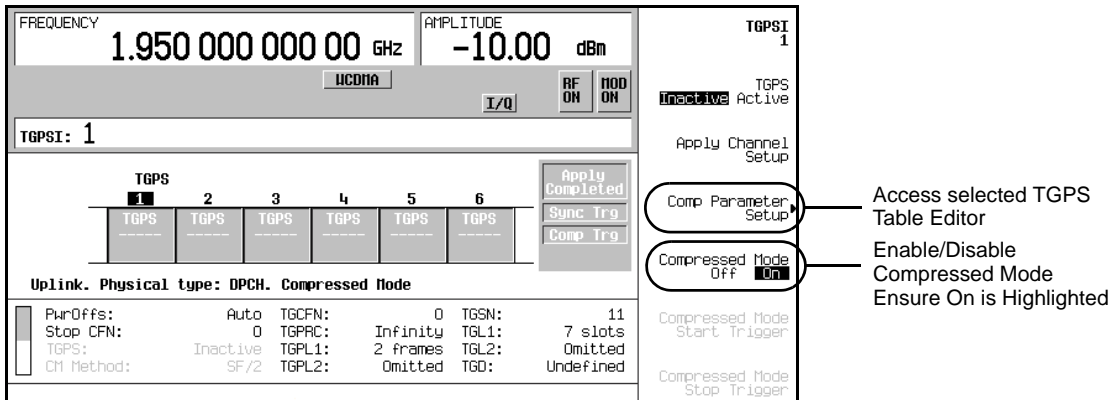 FREQUENCY
1.950 000 000 00 GHz
AMPLITUDE
-10.00 dBm
WCDMA
I/Q
RF ON
MOD ON
TGPSI: 1
TGPS
1 2 3 4 5 6
TGPS TGPS TGPS TGPS TGPS TGPS
----- ----- ----- ----- ----- -----
Apply Completed
Sync Trg
Comp Trg
Uplink. Physical type: DPCH. Compressed Mode
PwrOffs: Auto TGCFN: 0 TGSN: 11
Stop CFN: 0 TGPRC: Infinity TGL1: 7 slots
TGPS: Inactive TGPL1: 2 frames TGL2: Omitted
CM Method: SF/2 TGPL2: Omitted TGD: Undefined
TGPSI
1
TGPS
Inactive Active
Apply Channel
Setup
Comp Parameter
Setup
Compressed Mode
Off On
Compressed Mode
Start Trigger
Compressed Mode
Stop Trigger
Access selected TGPS
Table Editor
Enable/Disable
Compressed Mode
Ensure On is Highlighted